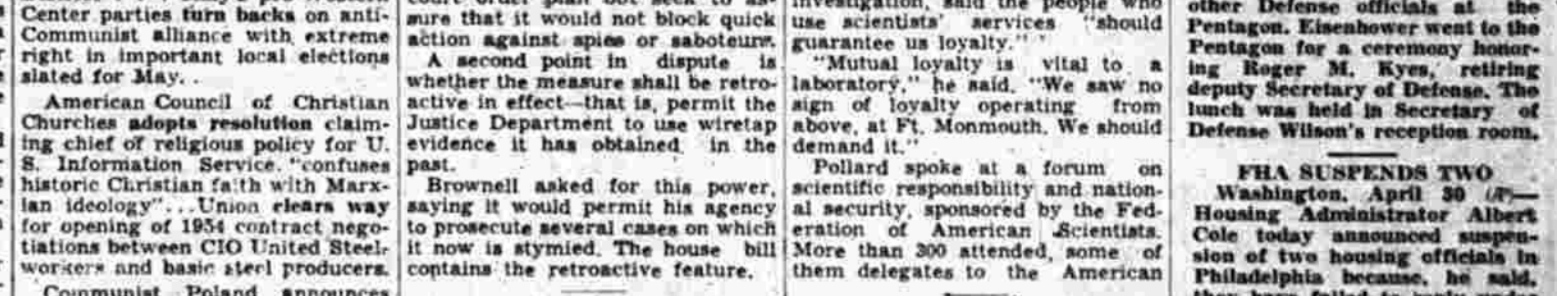 Center parties turn backs on anti-
Communist alliance with extreme
right in important local elections
slated for May. .
American Council of Christian
Churches adopts resolution claim-
ing chief of religious policy for U.
S. Information Service. "confuses
historic Christian faith with Marx-
ian ideology"...Union clears way
for opening of 1954 contract nego-
tiations between CIO United Steel-
workers and basic steel producers.
Communist Poland announces
sure that it would not block quick
action against spies or saboteurs.
A second point in dispute is
whether the measure shall be retro-
active in effect—that is, permit the
Justice Department to use wiretap
evidence it has obtained in the
past.
Brownell asked for this power,
saying it would permit his agency
to prosecute several cases on which
it now is stymied. The house bill
contains the retroactive feature.
investigation, said the people who
use scientists' services "should
guarantee us loyalty." '
"Mutual loyalty is vital to a
laboratory," he said. "We saw no
sign of loyalty operating from
above, at Ft. Monmouth. We should
demand it."
Pollard spoke at a forum on
scientific responsibility and nation-
al security, sponsored by the Fed-
eration of American Scientists.
More than 300 attended, some of
them delegates to the American
other Defense officials at the
Pentagon. Eisenhower went to the
Pentagon for a ceremony honor-
ing Roger M. Kyes, retiring
deputy Secretary of Defense. The
lunch was held in Secretary of
Defense Wilson's reception room.
FHA SUSPENDS TWO
Washington, April 30 (AP)—
Housing Administrator Albert
Cole today announced suspen-
sion of two housing officials in
Philadelphia because, he said,
they have failed to